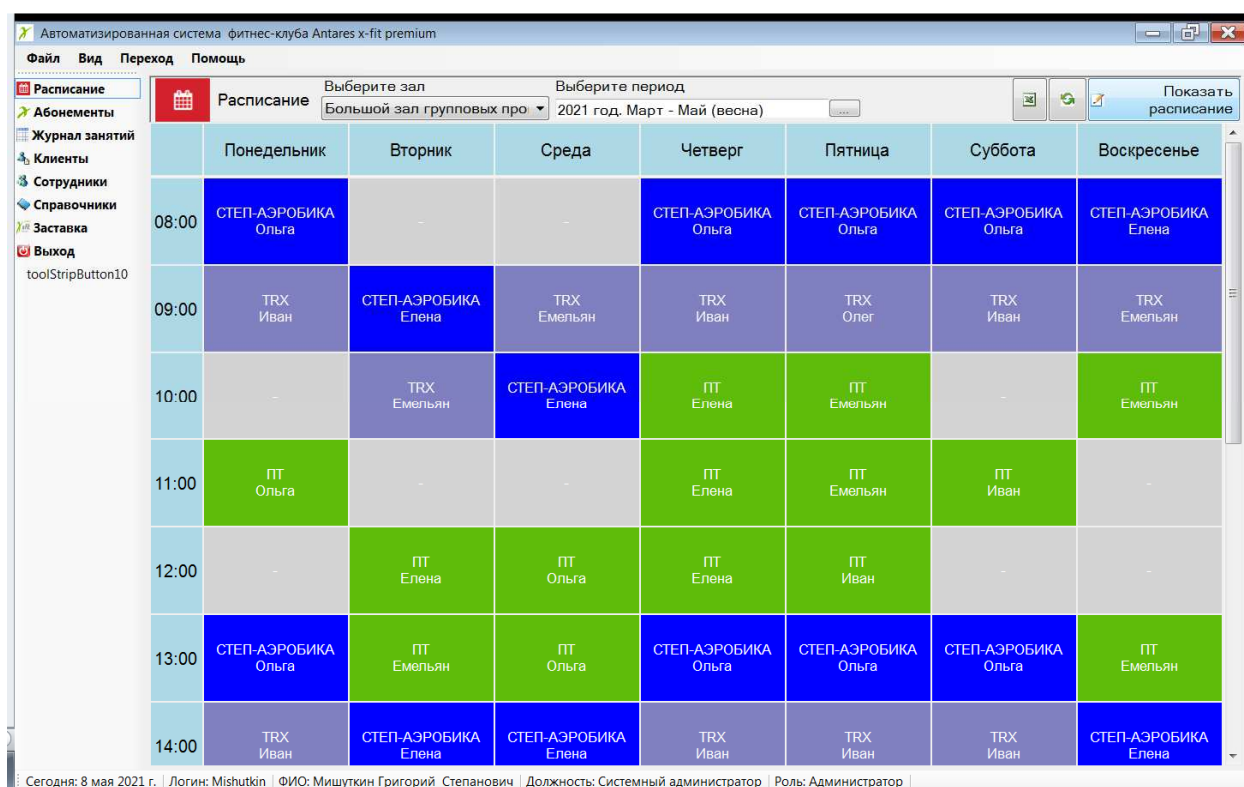 Автоматизированная система фитнес-клуба Antares x-fit premium
Файл Вид Переход Помощь
Расписание
Абонементы
Журнал занятий
Клиенты
Сотрудники
Справочники
Заставка
Выход
toolStripButton10
Расписание
Выберите зал
Большой зал групповых про
Выберите период
2021 год. Март - Май (весна)
...
Показать
расписание
Понедельник Вторник Среда Четверг Пятница Суббота Воскресенье
08:00
СТЕП-АЭРОБИКА - - СТЕП-АЭРОБИКА СТЕП-АЭРОБИКА СТЕП-АЭРОБИКА СТЕП-АЭРОБИКА
Ольга Ольга Ольга Ольга Елена
09:00
TRX СТЕП-АЭРОБИКА TRX TRX TRX TRX TRX
Иван Елена Емельян Иван Олег Иван Емельян
10:00
- TRX СТЕП-АЭРОБИКА ПТ ПТ - ПТ
Емельян Елена Елена Емельян Емельян
11:00
ПТ - - ПТ ПТ ПТ -
Ольга Елена Емельян Иван
12:00
- ПТ ПТ ПТ ПТ - -
Елена Ольга Елена Иван
13:00
СТЕП-АЭРОБИКА ПТ ПТ СТЕП-АЭРОБИКА СТЕП-АЭРОБИКА СТЕП-АЭРОБИКА ПТ
Ольга Емельян Ольга Ольга Ольга Ольга Емельян
14:00
TRX СТЕП-АЭРОБИКА СТЕП-АЭРОБИКА TRX TRX TRX СТЕП-АЭРОБИКА
Иван Елена Елена Иван Иван Иван Елена
Сегодня: 8 мая 2021 г. Логин: Mishutkin ФИО: Мишуткин Григорий Степанович Должность: Системный администратор Роль: Администратор